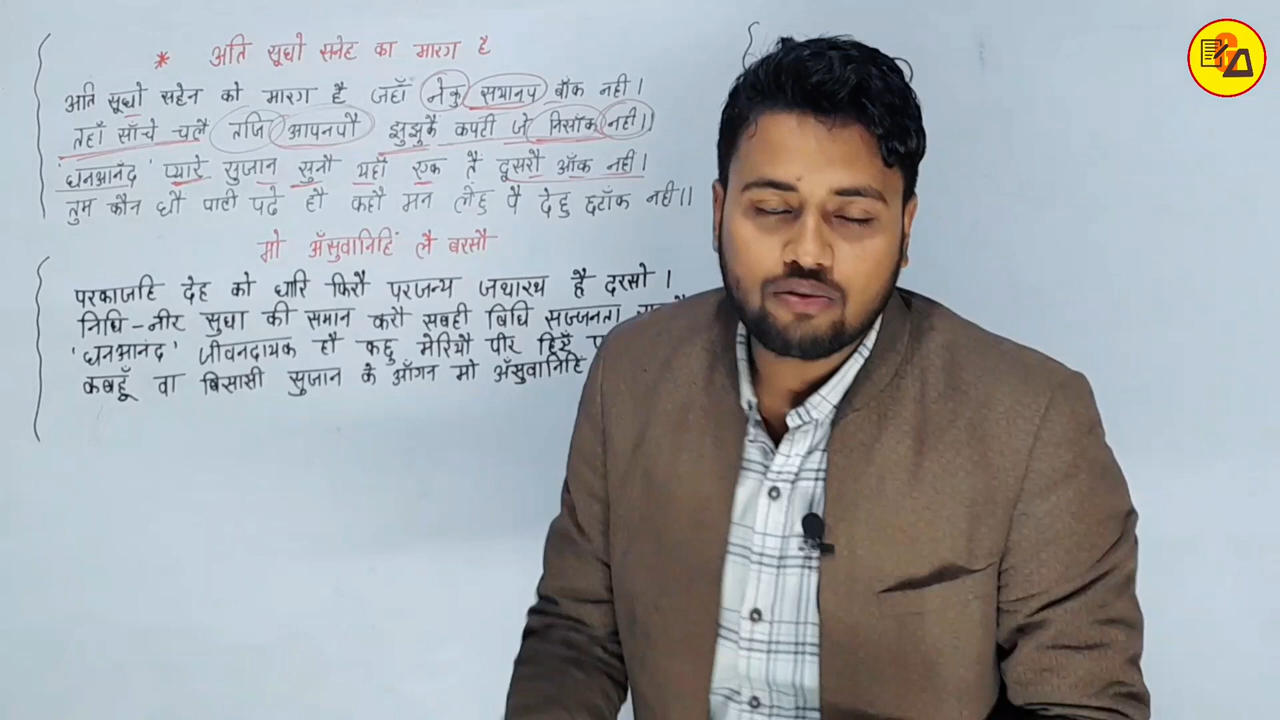 * अति सूधो सनेह का मारग है
अति सूधो सहेन को मारग है जहाँ नेकु सयानप बाँक नही ।
तहाँ साँचे चलैं तजि आपनपौ झुझुकै कपटी जे निसाँक नही ।।
'घनआनंद' प्यारे सुजान सुनौ यहाँ एक तै दूसरौ आँक नही ।
तुम कौन धौ पाटी पढे हौ कहौ मन लेहु पै देहु छटाँक नही ।।
मो अँसुवानिहिं लै बरसौ
परकाजहि देह को धारि फिरौ परजन्य जथारथ है दरसो ।
निधि-नीर सुधा की समान करौ सबही बिधि सज्जनता
'घनआनंद' जीवनदायक हौ कछु मेरियौ पीर हिएँ
कबहूँ वा बिसासी सुजान के आँगन मो अँसुवानिहिं